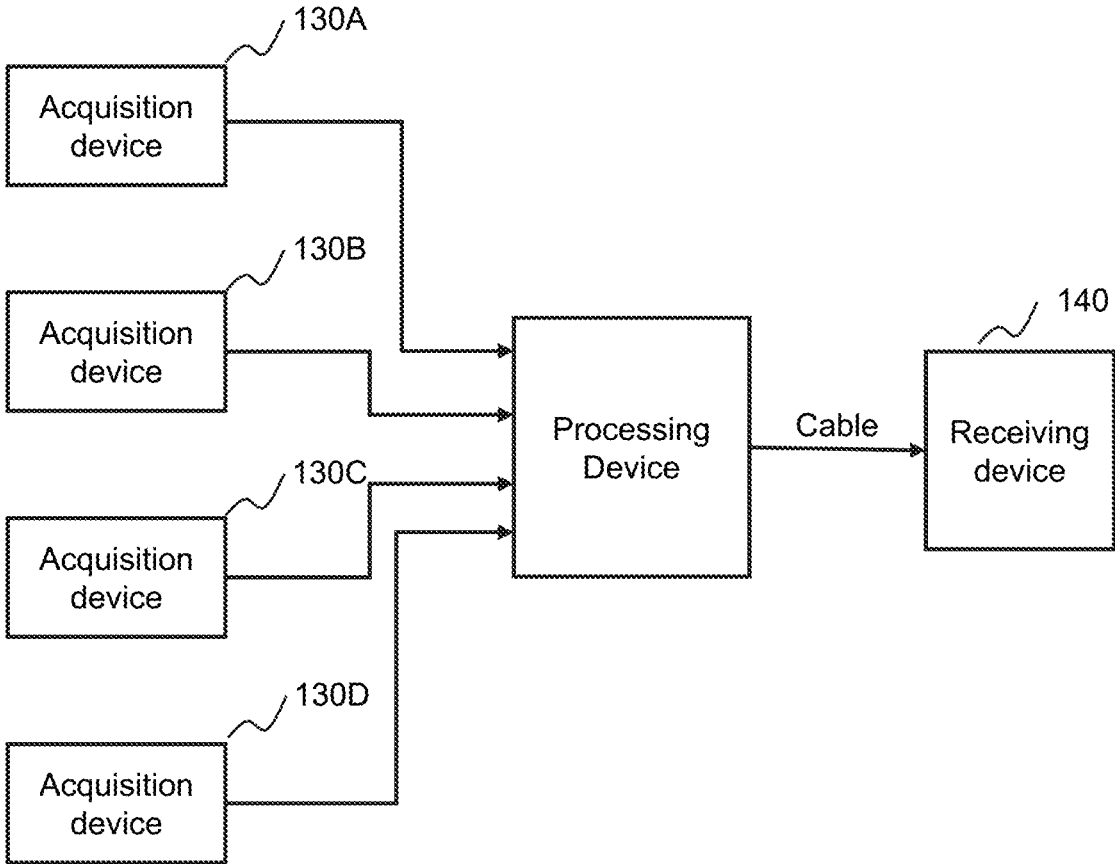 130A
Acquisition
device
130B
Acquisition
device
130C
Acquisition
device
130D
Acquisition
device
Processing
Device
Cable
140
Receiving
device